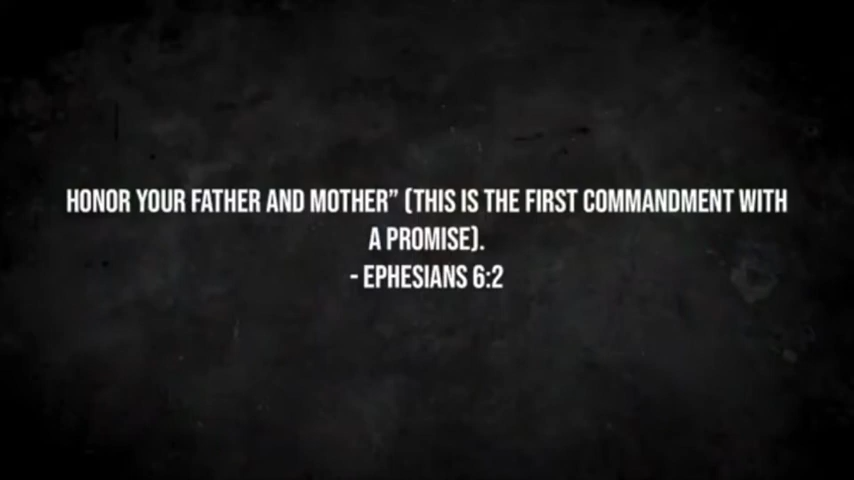 HONOR YOUR FATHER AND MOTHER” (THIS IS THE FIRST COMMANDMENT WITH
A PROMISE).
- EPHESIANS 6:2